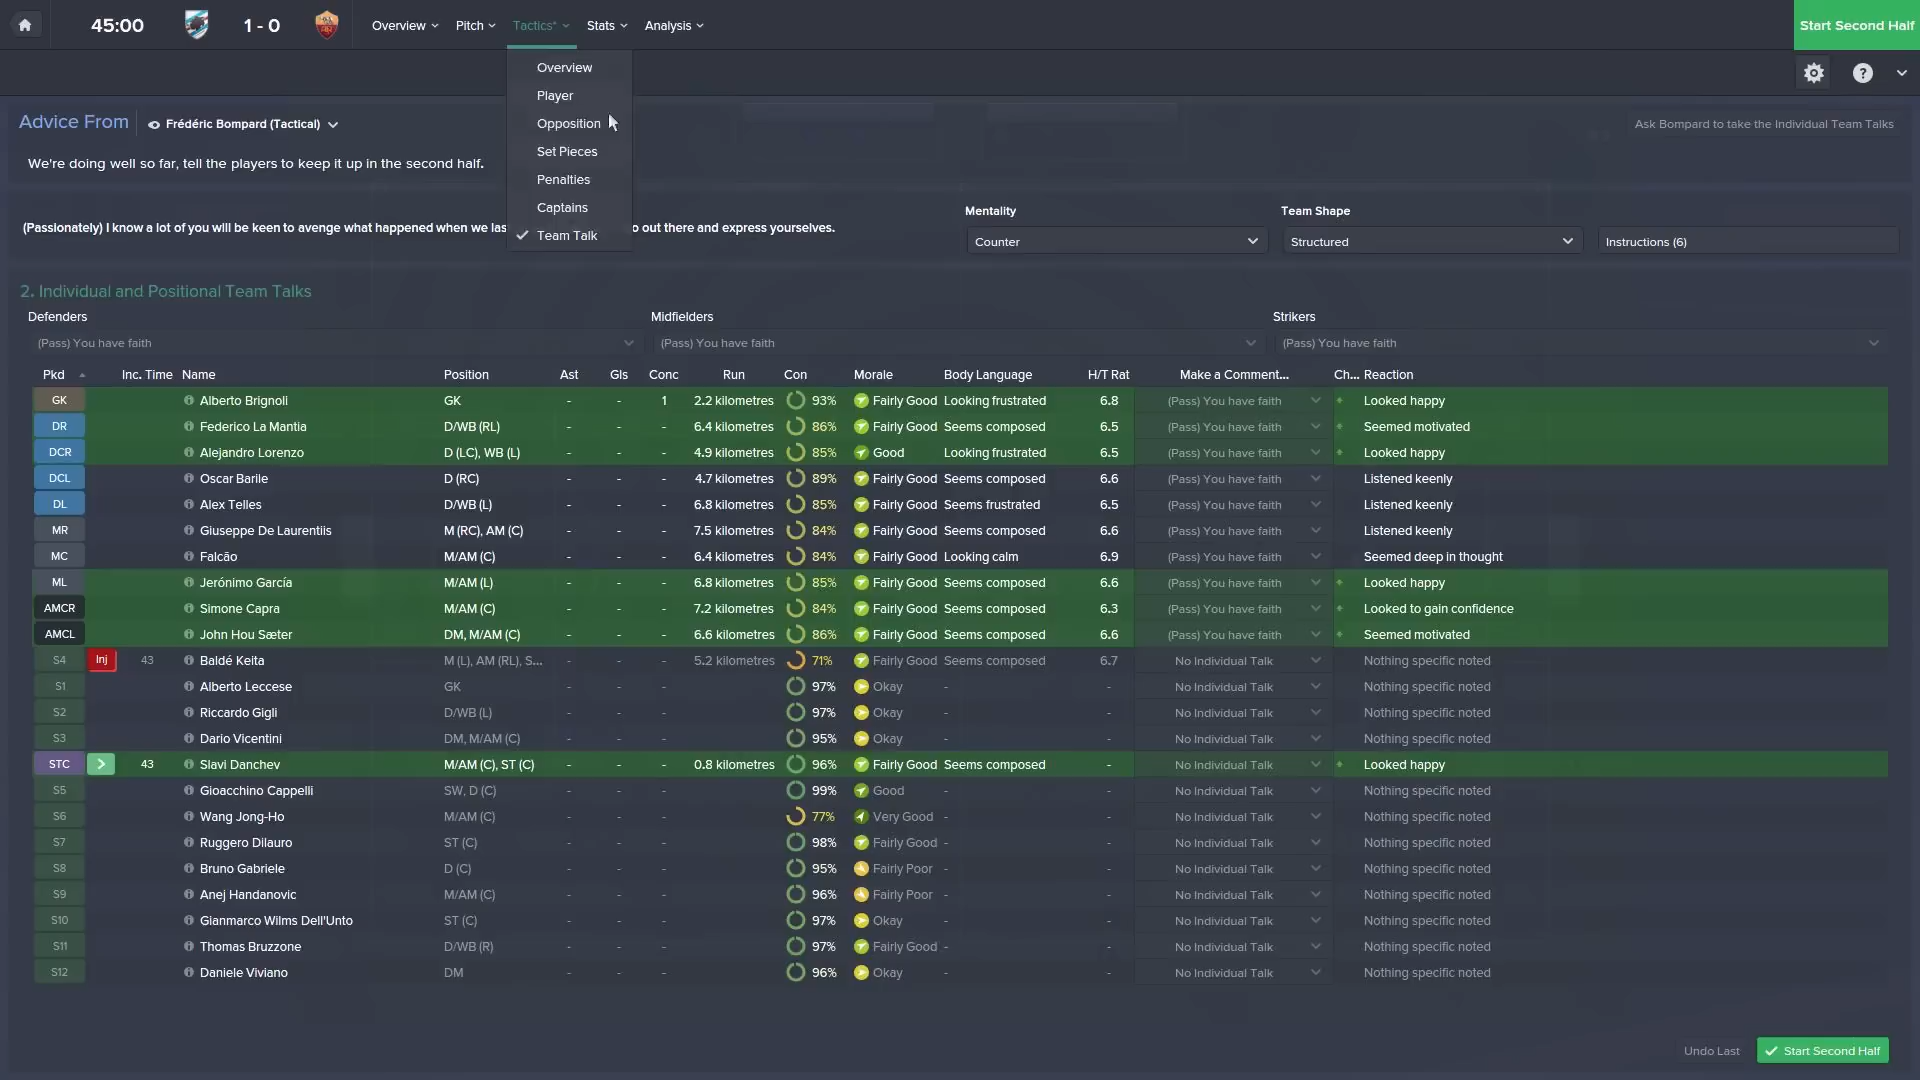 45:00 1 - 0 Overview Pitch Tactics* Stats Analysis Start Second Half
Overview
Player
Opposition
Set Pieces
Penalties
Captains
Team Talk
Advice From Frédéric Bompard (Tactical) Ask Bompard to take the Individual Team Talks
We're doing well so far, tell the players to keep it up in the second half.
(Passionately) I know a lot of you will be keen to avenge what happened when we las o out there and express yourselves.
Mentality Team Shape
Counter Structured Instructions (6)
2. Individual and Positional Team Talks
Defenders Midfielders Strikers
(Pass) You have faith (Pass) You have faith (Pass) You have faith
Pkd Inc. Time Name Position Ast Gls Conc Run Con Morale Body Language H/T Rat Make a Comment... Ch... Reaction
GK Alberto Brignoli GK - - 1 2.2 kilometres 93% Fairly Good Looking frustrated 6.8 (Pass) You have faith Looked happy
DR Federico La Mantia D/WB (RL) - - - 6.4 kilometres 86% Fairly Good Seems composed 6.5 (Pass) You have faith Seemed motivated
DCR Alejandro Lorenzo D (LC), WB (L) - - - 4.9 kilometres 85% Good Looking frustrated 6.5 (Pass) You have faith Looked happy
DCL Oscar Barile D (RC) - - - 4.7 kilometres 89% Fairly Good Seems composed 6.6 (Pass) You have faith Listened keenly
DL Alex Telles D/WB (L) - - - 6.8 kilometres 85% Fairly Good Seems frustrated 6.5 (Pass) You have faith Listened keenly
MR Giuseppe De Laurentiis M (RC), AM (C) - - - 7.5 kilometres 84% Fairly Good Seems composed 6.6 (Pass) You have faith Listened keenly
MC Falcão M/AM (C) - - - 6.4 kilometres 84% Fairly Good Looking calm 6.9 (Pass) You have faith Seemed deep in thought
ML Jerónimo García M/AM (L) - - - 6.8 kilometres 85% Fairly Good Seems composed 6.6 (Pass) You have faith Looked happy
AMCR Simone Capra M/AM (C) - - - 7.2 kilometres 84% Fairly Good Seems composed 6.3 (Pass) You have faith Looked to gain confidence
AMCL John Hou Sæter DM, M/AM (C) - - - 6.6 kilometres 86% Fairly Good Seems composed 6.6 (Pass) You have faith Seemed motivated
S4 Inj 43 Baldé Keita M (L), AM (RL), S... - - - 5.2 kilometres 71% Fairly Good Seems composed 6.7 No Individual Talk Nothing specific noted
S1 Alberto Leccese GK - - - 97% Okay - - No Individual Talk Nothing specific noted
S2 Riccardo Gigli D/WB (L) - - - 97% Okay - - No Individual Talk Nothing specific noted
S3 Dario Vicentini DM, M/AM (C) - - - 95% Okay - - No Individual Talk Nothing specific noted
STC 43 Slavi Danchev M/AM (C), ST (C) - - - 0.8 kilometres 96% Fairly Good Seems composed - No Individual Talk Looked happy
S5 Gioacchino Cappelli SW, D (C) - - - 99% Good - - No Individual Talk Nothing specific noted
S6 Wang Jong-Ho M/AM (C) - - - 77% Very Good - - No Individual Talk Nothing specific noted
S7 Ruggero Dilauro ST (C) - - - 98% Fairly Good - - No Individual Talk Nothing specific noted
S8 Bruno Gabriele D (C) - - - 95% Fairly Poor - - No Individual Talk Nothing specific noted
S9 Anej Handanovic M/AM (C) - - - 96% Fairly Poor - - No Individual Talk Nothing specific noted
S10 Gianmarco Wilms Dell'Unto ST (C) - - - 97% Okay - - No Individual Talk Nothing specific noted
S11 Thomas Bruzzone D/WB (R) - - - 97% Fairly Good - - No Individual Talk Nothing specific noted
S12 Daniele Viviano DM - - - 96% Okay - - No Individual Talk Nothing specific noted
Undo Last Start Second Half